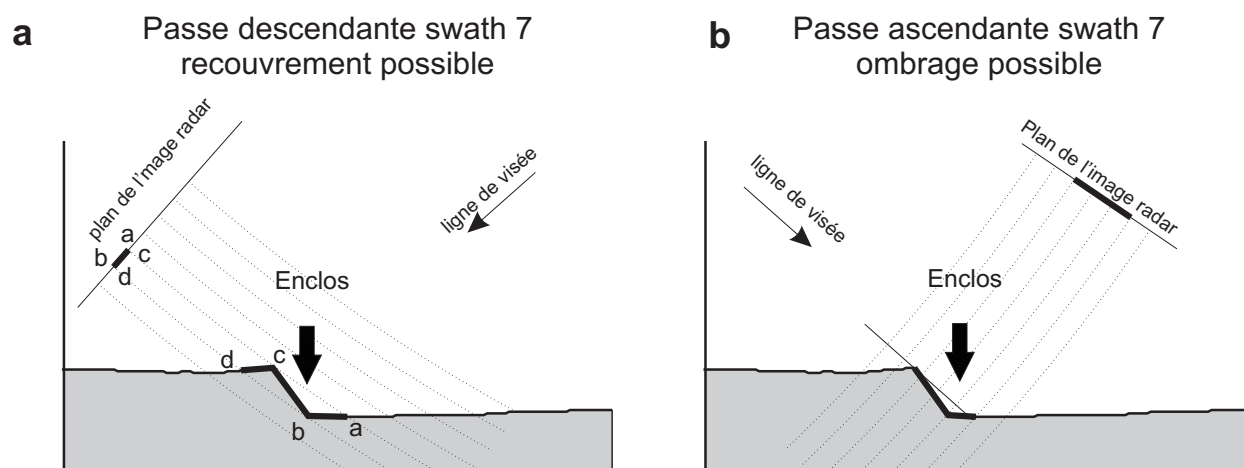 a
Passe descendante swath 7
recouvrement possible
plan de l'mage radar
ligne de visée
a
b
c
d
Enclos
d
c
b
a
b
Passe ascendante swath 7
ombrage possible
ligne de visée
Plan de l'image radar
Enclos